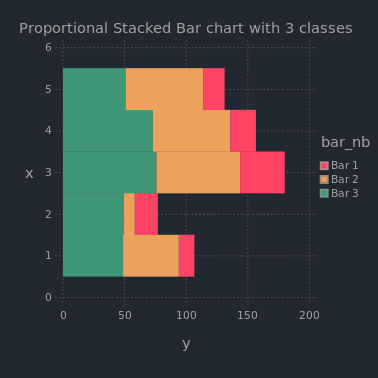 Proportional Stacked Bar chart with 3 classes
6
5
4
3
2
1
0
x
0 50 100 150 200
y
bar_nb
Bar 1
Bar 2
Bar 3